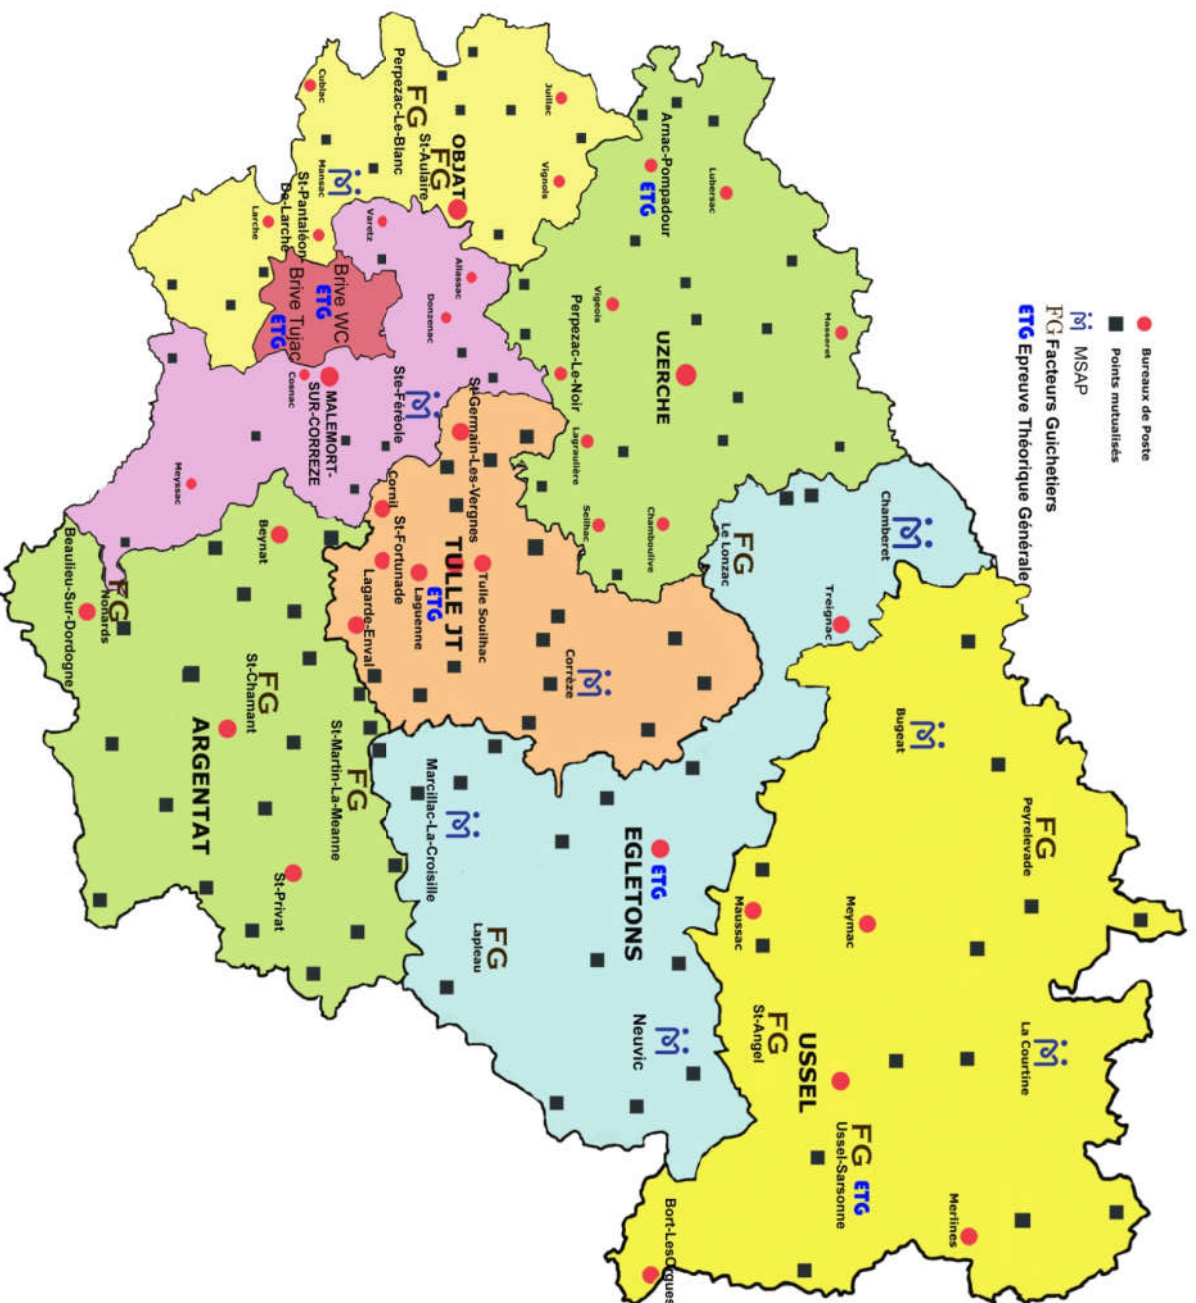 Bureaux de Poste
Points mutualisés
MSAP
FG Facteurs Guichetiers
ETG Epreuve Théorique Générale
Merlines
La Courtine
Peyrelevade
FG
Bugeat
Meymac
Ussel-Sarsonne
FG
ETG
USSEL
St-Angel
FG
Maussac
Bort-LesOrgues
Chamberet
Treignac
Le Lonzac
FG
EGLETONS
ETG
Neuvic
Lapleau
FG
Marcillac-La-Croisille
Masseret
Lubersac
Arnac-Pompadour
ETG
UZERCHE
Vigeois
Perpezac-Le-Noir
Lagraulière
Seilhac
Chamboulive
Corrèze
Tulle Souilhac
TULLE JT
ETG
Laguenne
St-Fortunade
Lagarde-Enval
Cornil
St-Germain-Les-Vergnes
Juillac
Vignols
OBJAT
FG
St-Aulaire
FG
Perpezac-Le-Blanc
Cublac
Mansac
St-Pantaléon-
De-Larche
Larche
Varetz
Allassac
Donzenac
Ste-Féréole
Brive WC
ETG
Brive Tujac
ETG
MALEMORT-
SUR-CORREZE
Cosnac
Meyssac
Beynat
FG
Nonards
Beaulieu-Sur-Dordogne
FG
St-Chamant
ARGENTAT
FG
St-Martin-La-Meanne
St-Privat